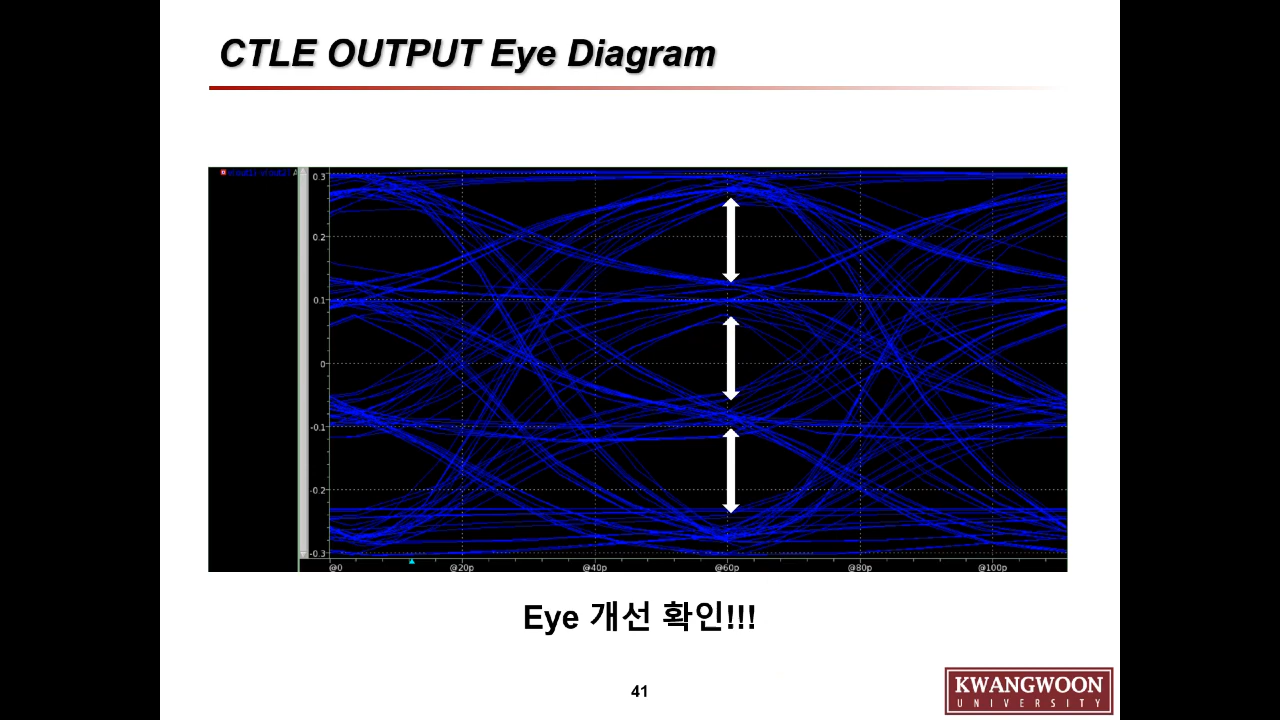 CTLE OUTPUT Eye Diagram
0.3
0.2
0.1
0
-0.1
-0.2
-0.3
@0 @20p @40p @60p @80p @100p
Eye 개선 확인!!!
41
KWANGWOON
UNIVERSITY